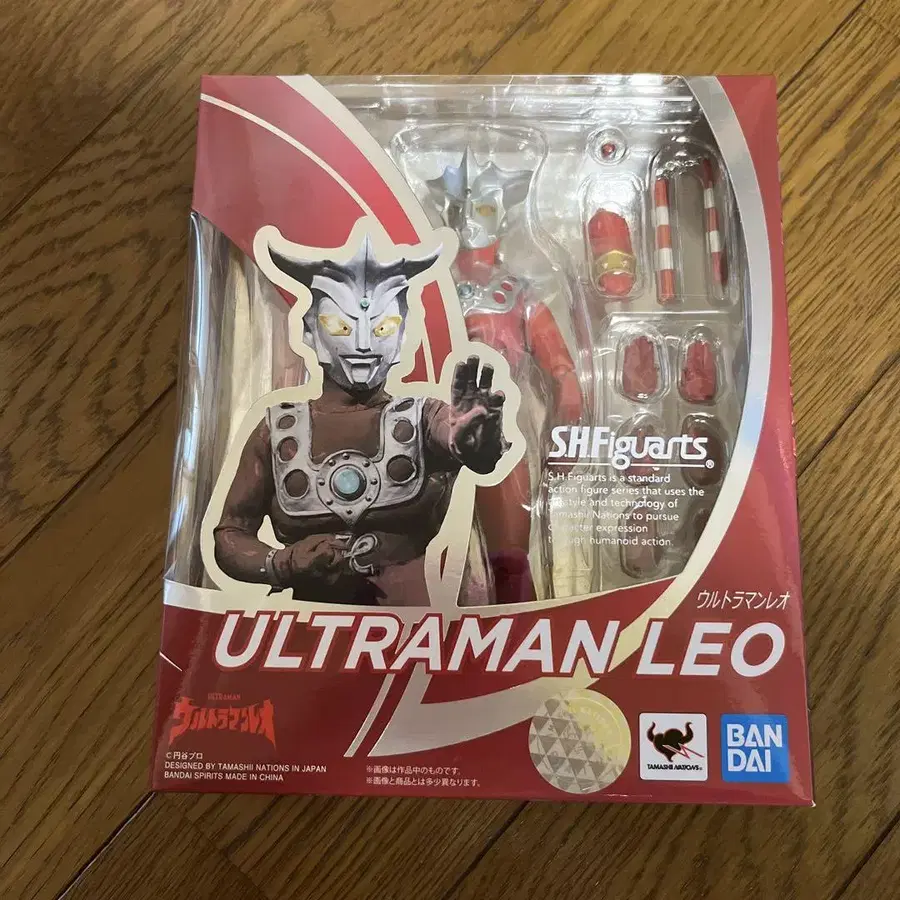 S.H.Figuarts®
S.H.Figuarts is a standard
action figure series that uses the
style and technology of
Tamashii Nations to pursue
character expression
through humanoid action.
ウルトラマンレオ
ULTRAMAN LEO
ULTRAMAN
ウルトラマンレオ
©円谷プロ
DESIGNED BY TAMASHII NATIONS IN JAPAN
BANDAI SPIRITS MADE IN CHINA
※画像は作品中のものです。
※画像と商品とは多少異なります。
TAMASHII NATIONS®
BAN
DAI